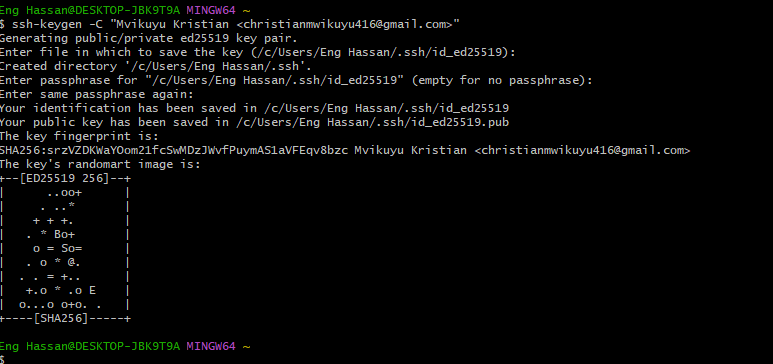 Eng Hassan@DESKTOP-JBK9T9A MINGW64 ~
$ ssh-keygen -C "Mvikuyu Kristian <christianmwikuyu416@gmail.com>"
Generating public/private ed25519 key pair.
Enter file in which to save the key (/c/Users/Eng Hassan/.ssh/id_ed25519):
Created directory '/c/Users/Eng Hassan/.ssh'.
Enter passphrase for "/c/Users/Eng Hassan/.ssh/id_ed25519" (empty for no passphrase):
Enter same passphrase again:
Your identification has been saved in /c/Users/Eng Hassan/.ssh/id_ed25519
Your public key has been saved in /c/Users/Eng Hassan/.ssh/id_ed25519.pub
The key fingerprint is:
SHA256:srzVZDKWaYOom21fcSwMDzJWvfPuymAS1aVFEqv8bzc Mvikuyu Kristian <christianmwikuyu416@gmail.com>
The key's randomart image is:
+--[ED25519 256]--+
|      ..oo+      |
|     . ..*       |
|    + + +.       |
|   . * Bo+       |
|    o = So=      |
|   . o * @.      |
|  . . = +..      |
|   +.o * .o E    |
|  o...o o+o. .   |
+----[SHA256]-----+
Eng Hassan@DESKTOP-JBK9T9A MINGW64 ~
$